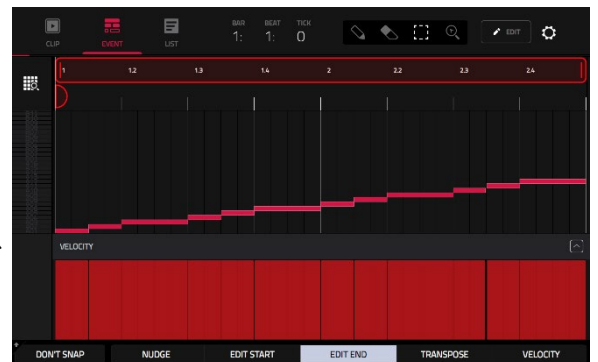 BAR BEAT TICK
1: 1: 0
EDIT
CLIP EVENT LIST
1 1.2 1.3 1.4 2 2.2 2.3 2.4
VELOCITY
DON'T SNAP NUDGE EDIT START EDIT END TRANSPOSE VELOCITY